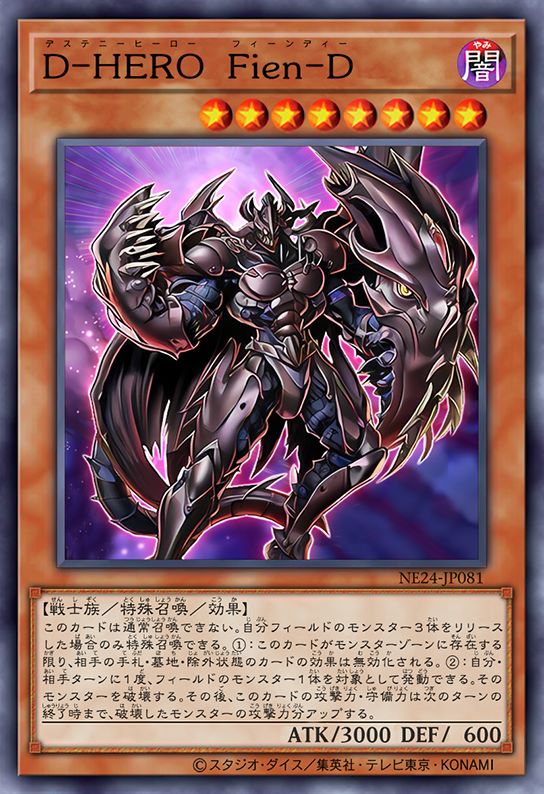 デステニーヒーロー フィーンディー
D-HERO Fien-D
やみ
闇
NE24-JP081
【戦士族／特殊召喚／効果】
このカードは通常召喚できない。自分フィールドのモンスター3体をリリース
した場合のみ特殊召喚できる。①：このカードがモンスターゾーンに存在する
限り、相手の手札・墓地・除外状態のカードの効果は無効化される。②：自分・
相手ターンに1度、フィールドのモンスター1体を対象として発動できる。その
モンスターを破壊する。その後、このカードの攻撃力・守備力は次のターンの
終了時まで、破壊したモンスターの攻撃力分アップする。
ATK/3000 DEF/ 600
©スタジオ・ダイス／集英社・テレビ東京・KONAMI